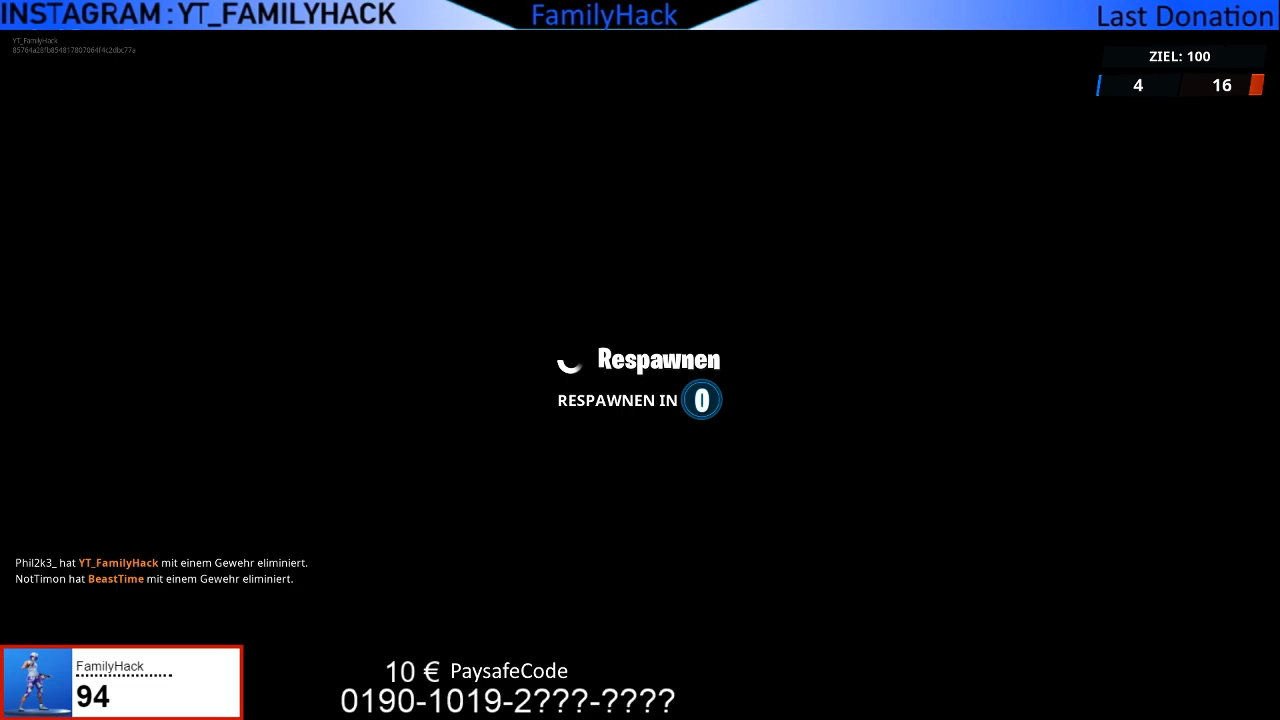 INSTAGRAM : YT_FAMILYHACK
FamilyHack
Last Donation
YT_FamilyHack
ZIEL: 100
4 16
Respawnen
RESPAWNEN IN 0
Phil2k3_ hat YT_FamilyHack mit einem Gewehr eliminiert.
NotTimon hat BeastTime mit einem Gewehr eliminiert.
FamilyHack
94
10 € PaysafeCode
0190-1019-2???-????